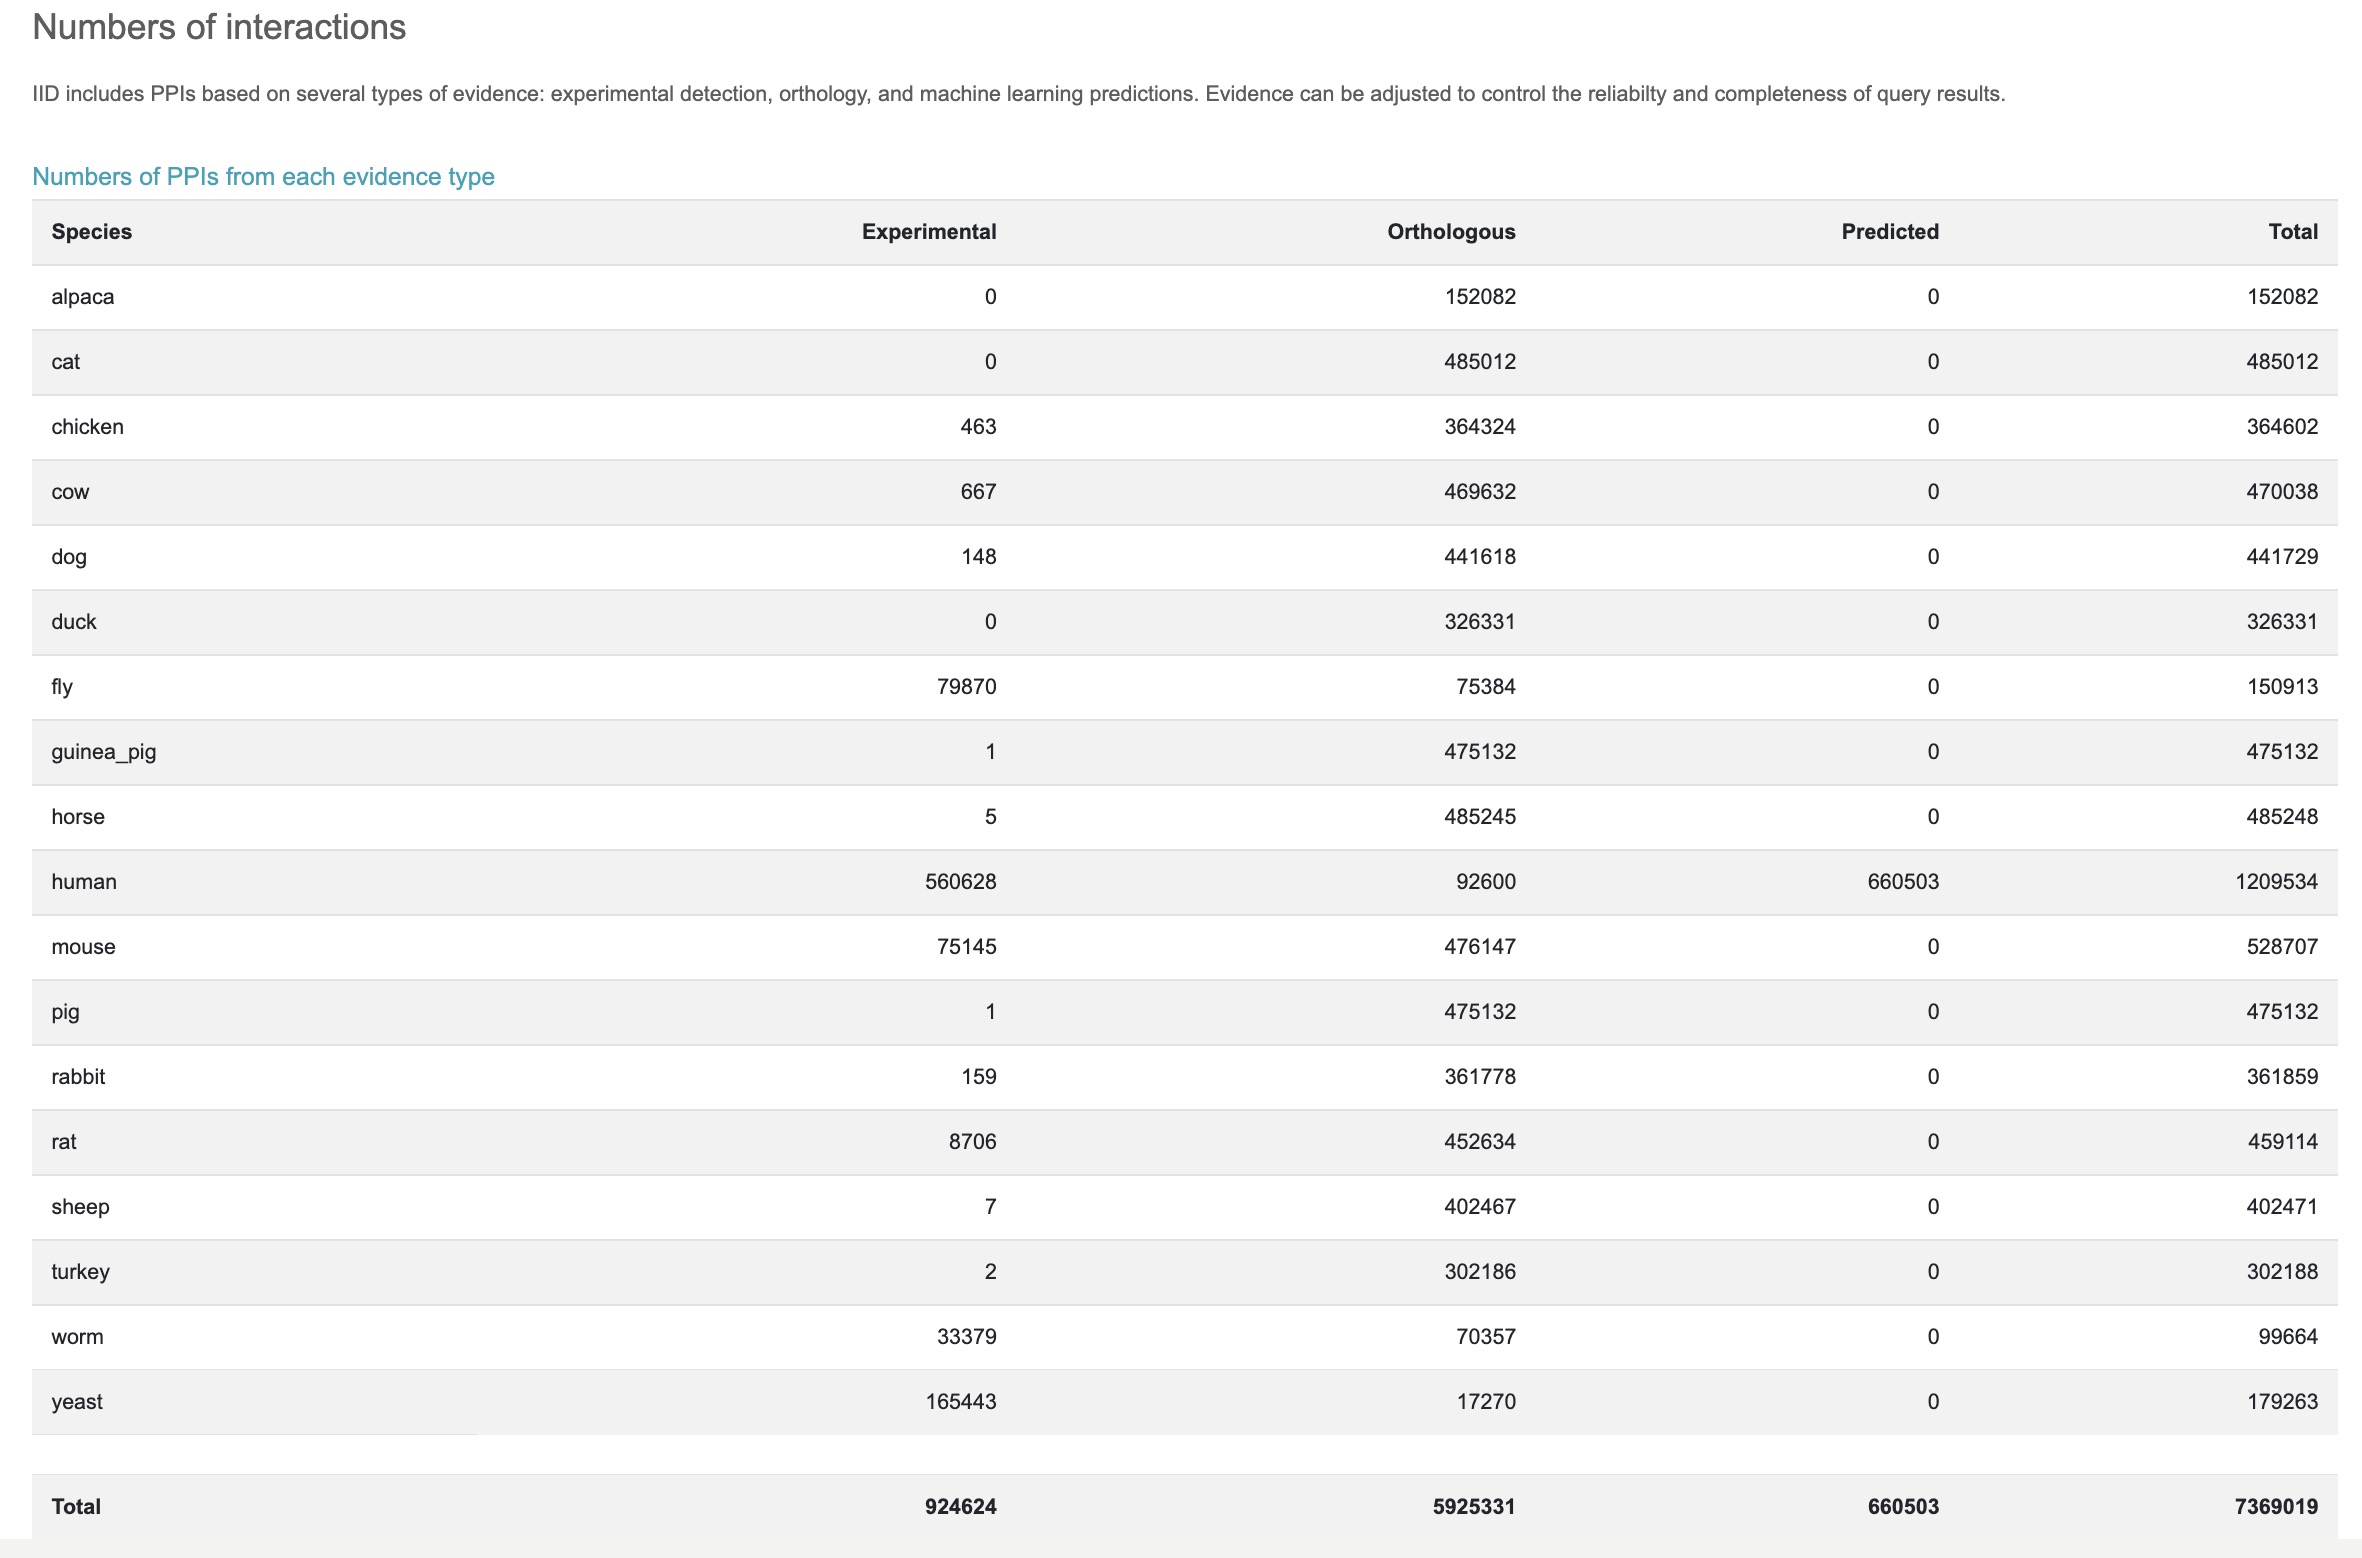 Numbers of interactions
IID includes PPIs based on several types of evidence: experimental detection, orthology, and machine learning predictions. Evidence can be adjusted to control the reliabilty and completeness of query results.
Numbers of PPIs from each evidence type
Species Experimental Orthologous Predicted Total
alpaca 0 152082 0 152082
cat 0 485012 0 485012
chicken 463 364324 0 364602
cow 667 469632 0 470038
dog 148 441618 0 441729
duck 0 326331 0 326331
fly 79870 75384 0 150913
guinea_pig 1 475132 0 475132
horse 5 485245 0 485248
human 560628 92600 660503 1209534
mouse 75145 476147 0 528707
pig 1 475132 0 475132
rabbit 159 361778 0 361859
rat 8706 452634 0 459114
sheep 7 402467 0 402471
turkey 2 302186 0 302188
worm 33379 70357 0 99664
yeast 165443 17270 0 179263
Total 924624 5925331 660503 7369019